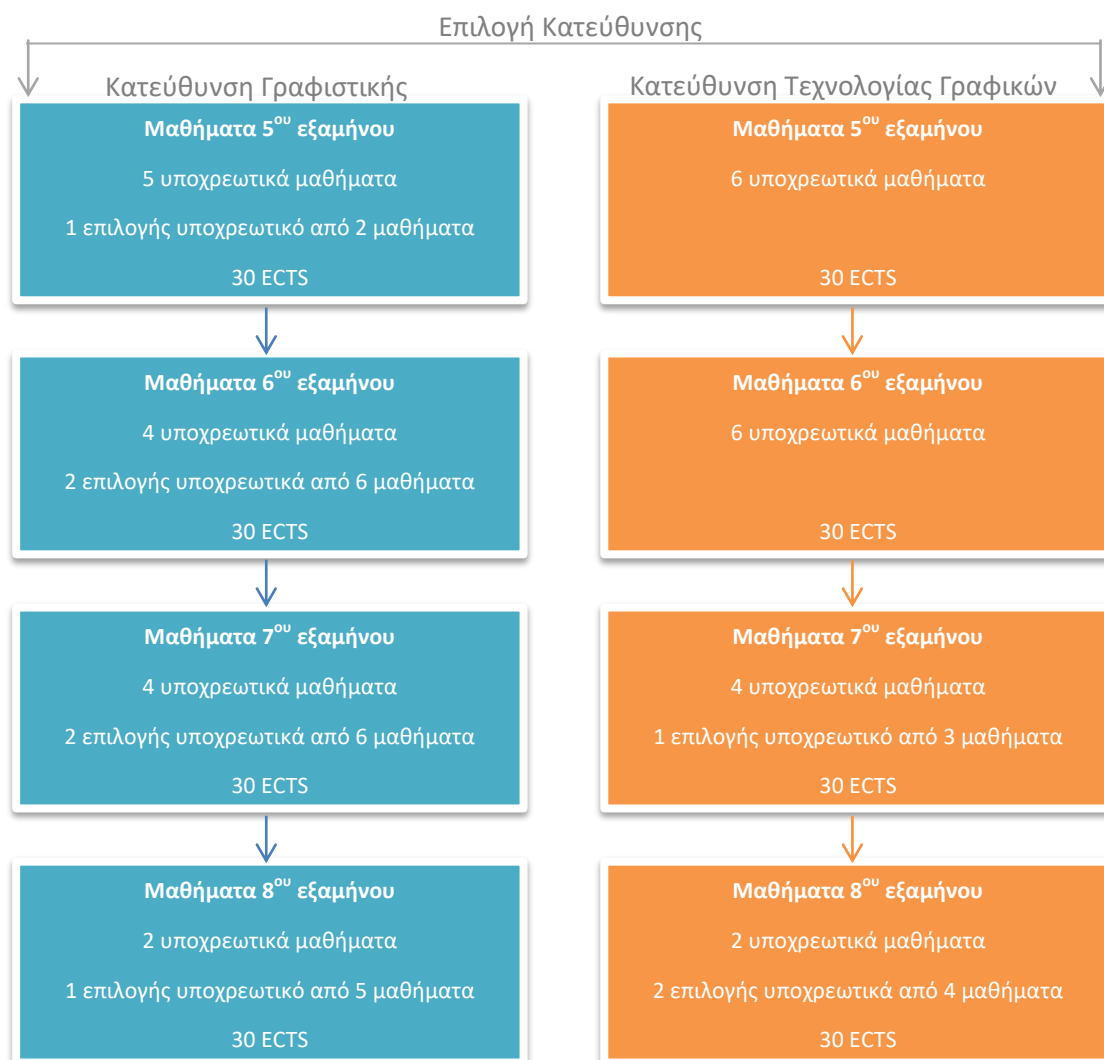 Επιλογή Κατεύθυνσης
Κατεύθυνση Γραφιστικής
Μαθήματα 5ου εξαμήνου
5 υποχρεωτικά μαθήματα
1 επιλογής υποχρεωτικό από 2 μαθήματα
30 ECTS
Μαθήματα 6ου εξαμήνου
4 υποχρεωτικά μαθήματα
2 επιλογής υποχρεωτικά από 6 μαθήματα
30 ECTS
Μαθήματα 7ου εξαμήνου
4 υποχρεωτικά μαθήματα
2 επιλογής υποχρεωτικά από 6 μαθήματα
30 ECTS
Μαθήματα 8ου εξαμήνου
2 υποχρεωτικά μαθήματα
1 επιλογής υποχρεωτικό από 5 μαθήματα
30 ECTS
Κατεύθυνση Τεχνολογίας Γραφικών
Μαθήματα 5ου εξαμήνου
6 υποχρεωτικά μαθήματα
30 ECTS
Μαθήματα 6ου εξαμήνου
6 υποχρεωτικά μαθήματα
30 ECTS
Μαθήματα 7ου εξαμήνου
4 υποχρεωτικά μαθήματα
1 επιλογής υποχρεωτικό από 3 μαθήματα
30 ECTS
Μαθήματα 8ου εξαμήνου
2 υποχρεωτικά μαθήματα
2 επιλογής υποχρεωτικά από 4 μαθήματα
30 ECTS